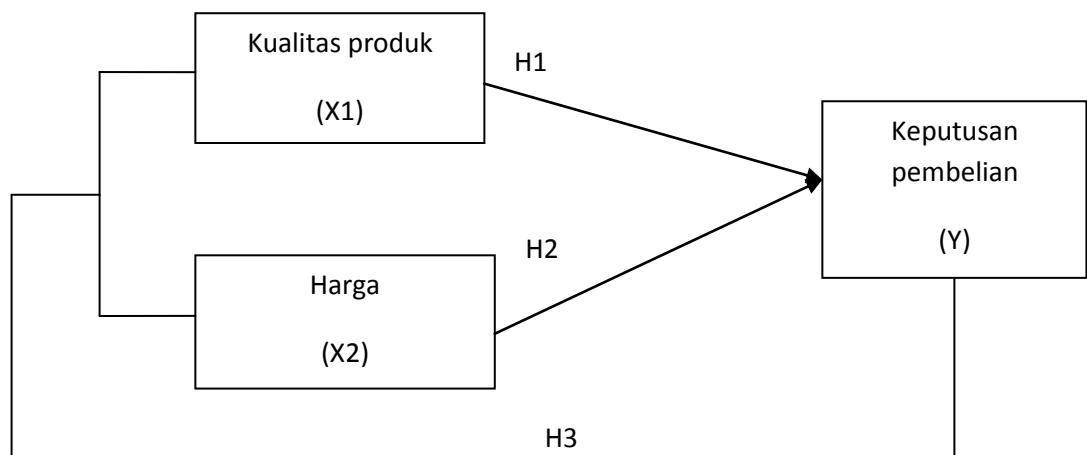 Kualitas produk
(X1)
H1
Keputusan
pembelian
(Y)
H2
Harga
(X2)
H3